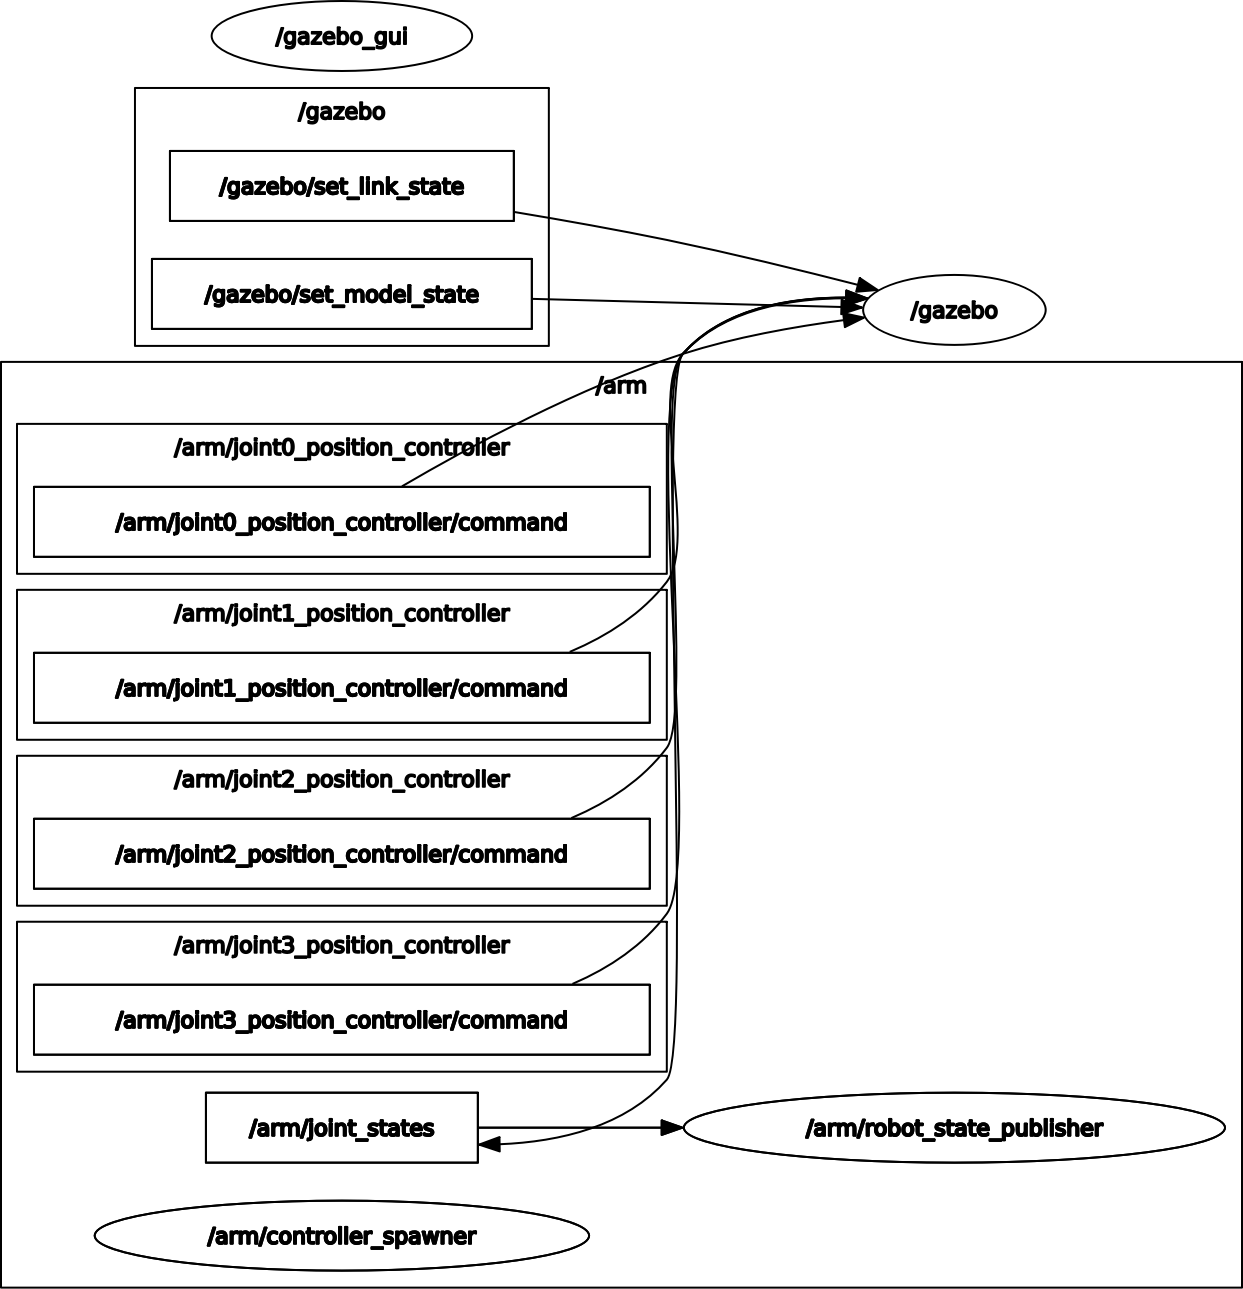 /gazebo_gui
/gazebo
/gazebo/set_link_state
/gazebo/set_model_state
/gazebo
/arm
/arm/joint0_position_controller
/arm/joint0_position_controller/command
/arm/joint1_position_controller
/arm/joint1_position_controller/command
/arm/joint2_position_controller
/arm/joint2_position_controller/command
/arm/joint3_position_controller
/arm/joint3_position_controller/command
/arm/joint_states
/arm/robot_state_publisher
/arm/controller_spawner